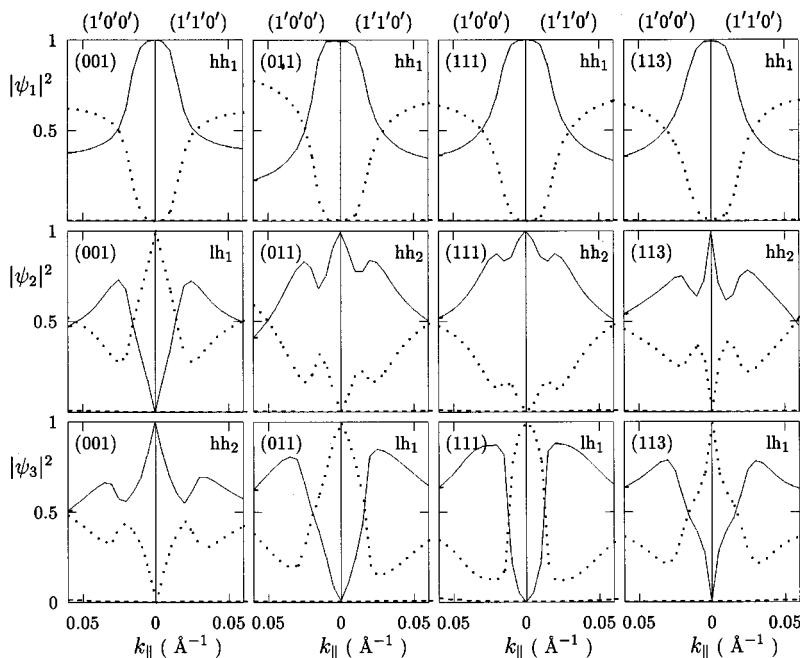 (1'0'0') (1'1'0') (1'0'0') (1'1'0') (1'0'0') (1'1'0') (1'0'0') (1'1'0')
1 (001) hh₁ (011) hh₁ (111) hh₁ (113) hh₁
|ψ₁|²
0.5
1 (001) lh₁ (011) hh₂ (111) hh₂ (113) hh₂
|ψ₂|²
0.5
1 (001) hh₂ (011) lh₁ (111) lh₁ (113) lh₁
|ψ₃|²
0.5
0
0.05 0 0.05 0.05 0 0.05 0.05 0 0.05 0.05 0 0.05
k∥ ( Å⁻¹ ) k∥ ( Å⁻¹ ) k∥ ( Å⁻¹ ) k∥ ( Å⁻¹ )